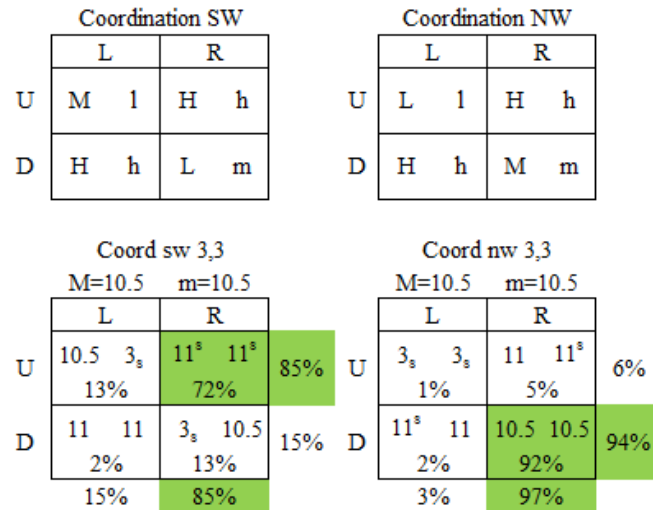 Coordination SW Coordination NW
L R L R
U M l H h U L l H h
D H h L m D H h M m
Coord sw 3,3 Coord nw 3,3
M=10.5 m=10.5 M=10.5 m=10.5
L R L R
U 10.5 3ₛ 11ˢ 11ˢ 85% U 3ₛ 3ₛ 11 11ˢ 6%
13% 72% 1% 5%
D 11 11 3ₛ 10.5 15% D 11ˢ 11 10.5 10.5 94%
2% 13% 2% 92%
15% 85% 3% 97%